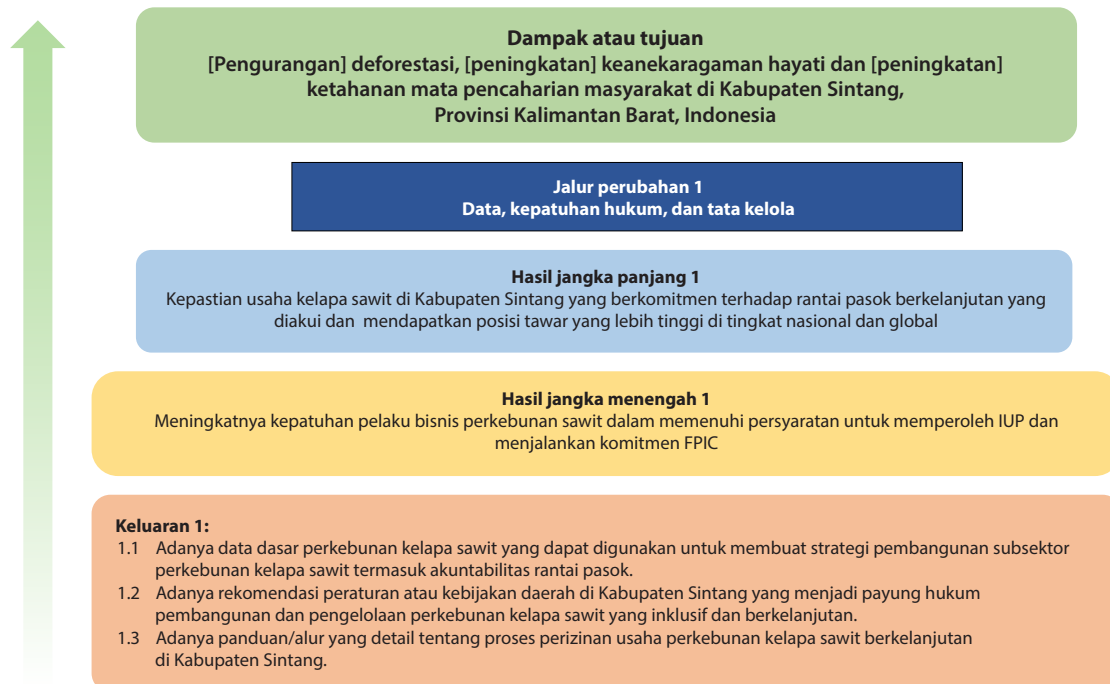 Dampak atau tujuan
[Pengurangan] deforestasi, [peningkatan] keanekaragaman hayati dan [peningkatan]
ketahanan mata pencaharian masyarakat di Kabupaten Sintang,
Provinsi Kalimantan Barat, Indonesia
Jalur perubahan 1
Data, kepatuhan hukum, dan tata kelola
Hasil jangka panjang 1
Kepastian usaha kelapa sawit di Kabupaten Sintang yang berkomitmen terhadap rantai pasok berkelanjutan yang
diakui dan mendapatkan posisi tawar yang lebih tinggi di tingkat nasional dan global
Hasil jangka menengah 1
Meningkatnya kepatuhan pelaku bisnis perkebunan sawit dalam memenuhi persyaratan untuk memperoleh IUP dan
menjalankan komitmen FPIC
Keluaran 1:
1.1 Adanya data dasar perkebunan kelapa sawit yang dapat digunakan untuk membuat strategi pembangunan subsektor
perkebunan kelapa sawit termasuk akuntabilitas rantai pasok.
1.2 Adanya rekomendasi peraturan atau kebijakan daerah di Kabupaten Sintang yang menjadi payung hukum
pembangunan dan pengelolaan perkebunan kelapa sawit yang inklusif dan berkelanjutan.
1.3 Adanya panduan/alur yang detail tentang proses perizinan usaha perkebunan kelapa sawit berkelanjutan
di Kabupaten Sintang.